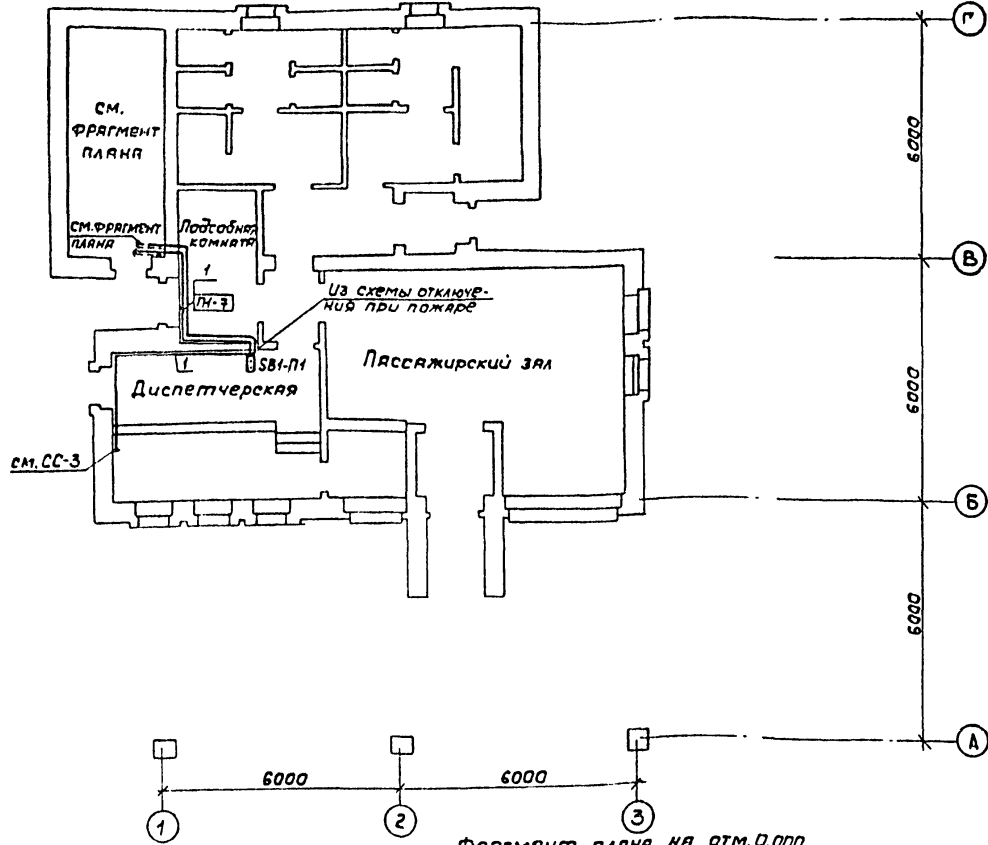 Г
6000
см.
фрагмент
плана
см. фрагмент
плана
Подсобная
комната
В
1
ПН-7
Из схемы отключе-
ния при пожаре
1
SB1-П1
Пассажирский зал
Диспетчерская
6000
см. СС-3
Б
6000
А
6000
6000
1
2
3
Фрагмент плана на отм. 0.000